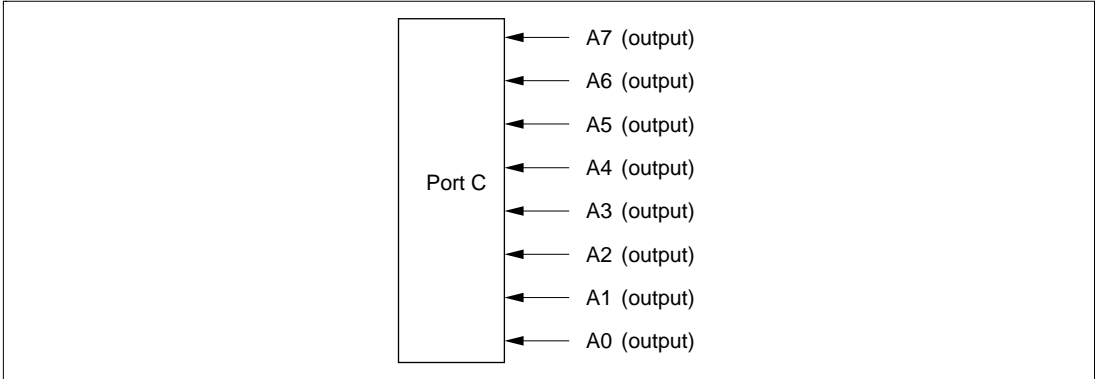 A7 (output)
A6 (output)
A5 (output)
A4 (output)
Port C
A3 (output)
A2 (output)
A1 (output)
A0 (output)